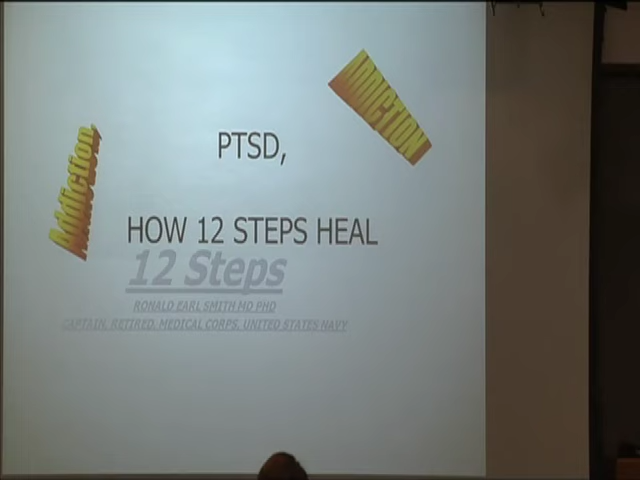 ADDICTION
Addiction,
PTSD,
HOW 12 STEPS HEAL
12 Steps
RONALD EARL SMITH MD PHD
CAPTAIN, RETIRED, MEDICAL CORPS, UNITED STATES NAVY